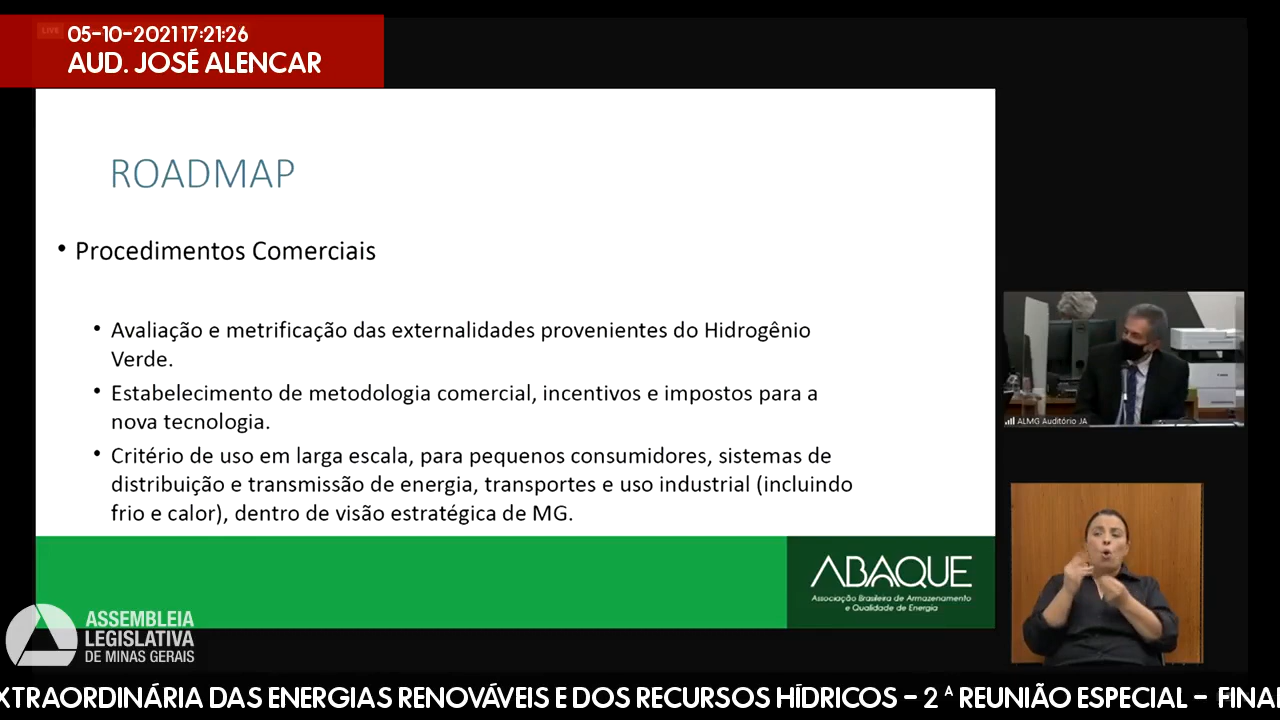 LIVE
05-10-2021 17:21:26
AUD. JOSÉ ALENCAR
ROADMAP
• Procedimentos Comerciais
• Avaliação e metrificação das externalidades provenientes do Hidrogênio
Verde.
• Estabelecimento de metodologia comercial, incentivos e impostos para a
nova tecnologia.
• Critério de uso em larga escala, para pequenos consumidores, sistemas de
distribuição e transmissão de energia, transportes e uso industrial (incluindo
frio e calor), dentro de visão estratégica de MG.
ALMG Auditório JA
ABAQUE
Associação Brasileira de Armazenamento
e Qualidade de Energia
ASSEMBLEIA
LEGISLATIVA
DE MINAS GERAIS
XTRAORDINÁRIA DAS ENERGIAS RENOVÁVEIS E DOS RECURSOS HÍDRICOS – 2 ª REUNIÃO ESPECIAL – FINAL